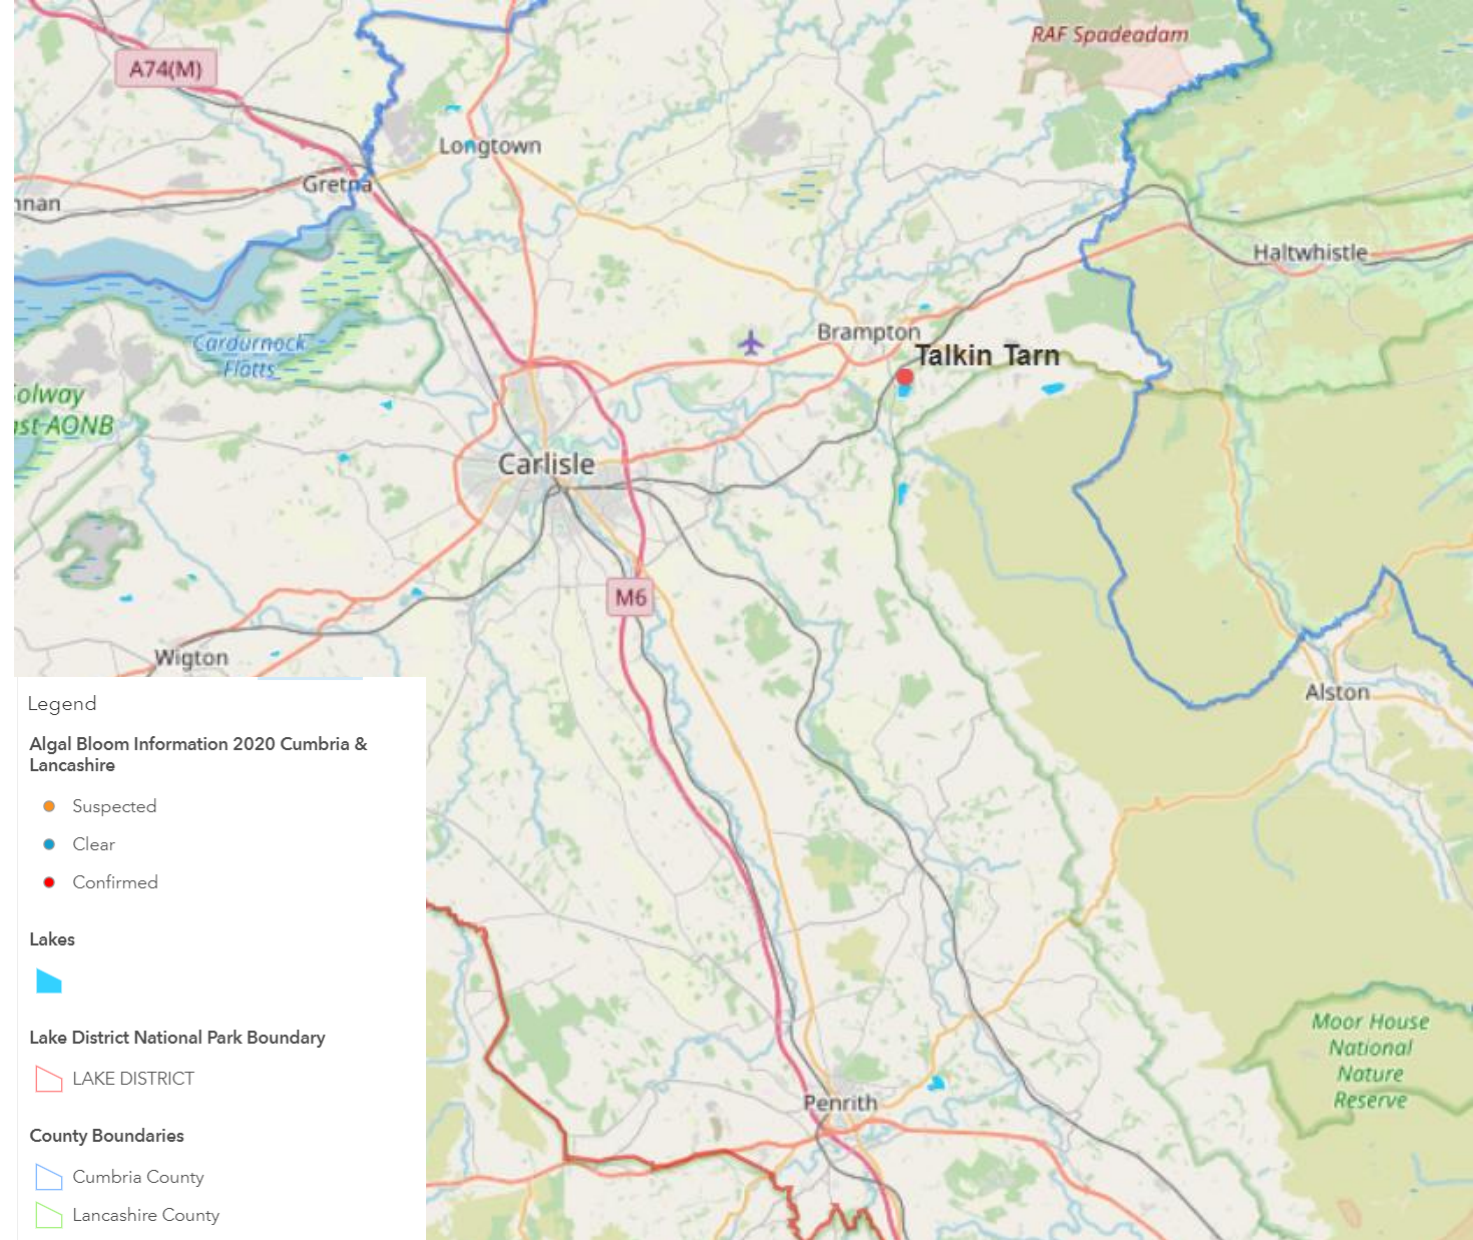 RAF Spadeadam
A74(M)
Longtown
Gretna
nnan
Haltwhistle
Brampton
Cardurnock
Flatts
Talkin Tarn
olway
st AONB
Carlisle
M6
Wigton
Alston
Legend
Algal Bloom Information 2020 Cumbria &
Lancashire
Suspected
Clear
Confirmed
Lakes
Lake District National Park Boundary
LAKE DISTRICT
County Boundaries
Cumbria County
Lancashire County
Moor House
National
Nature
Reserve
Penrith